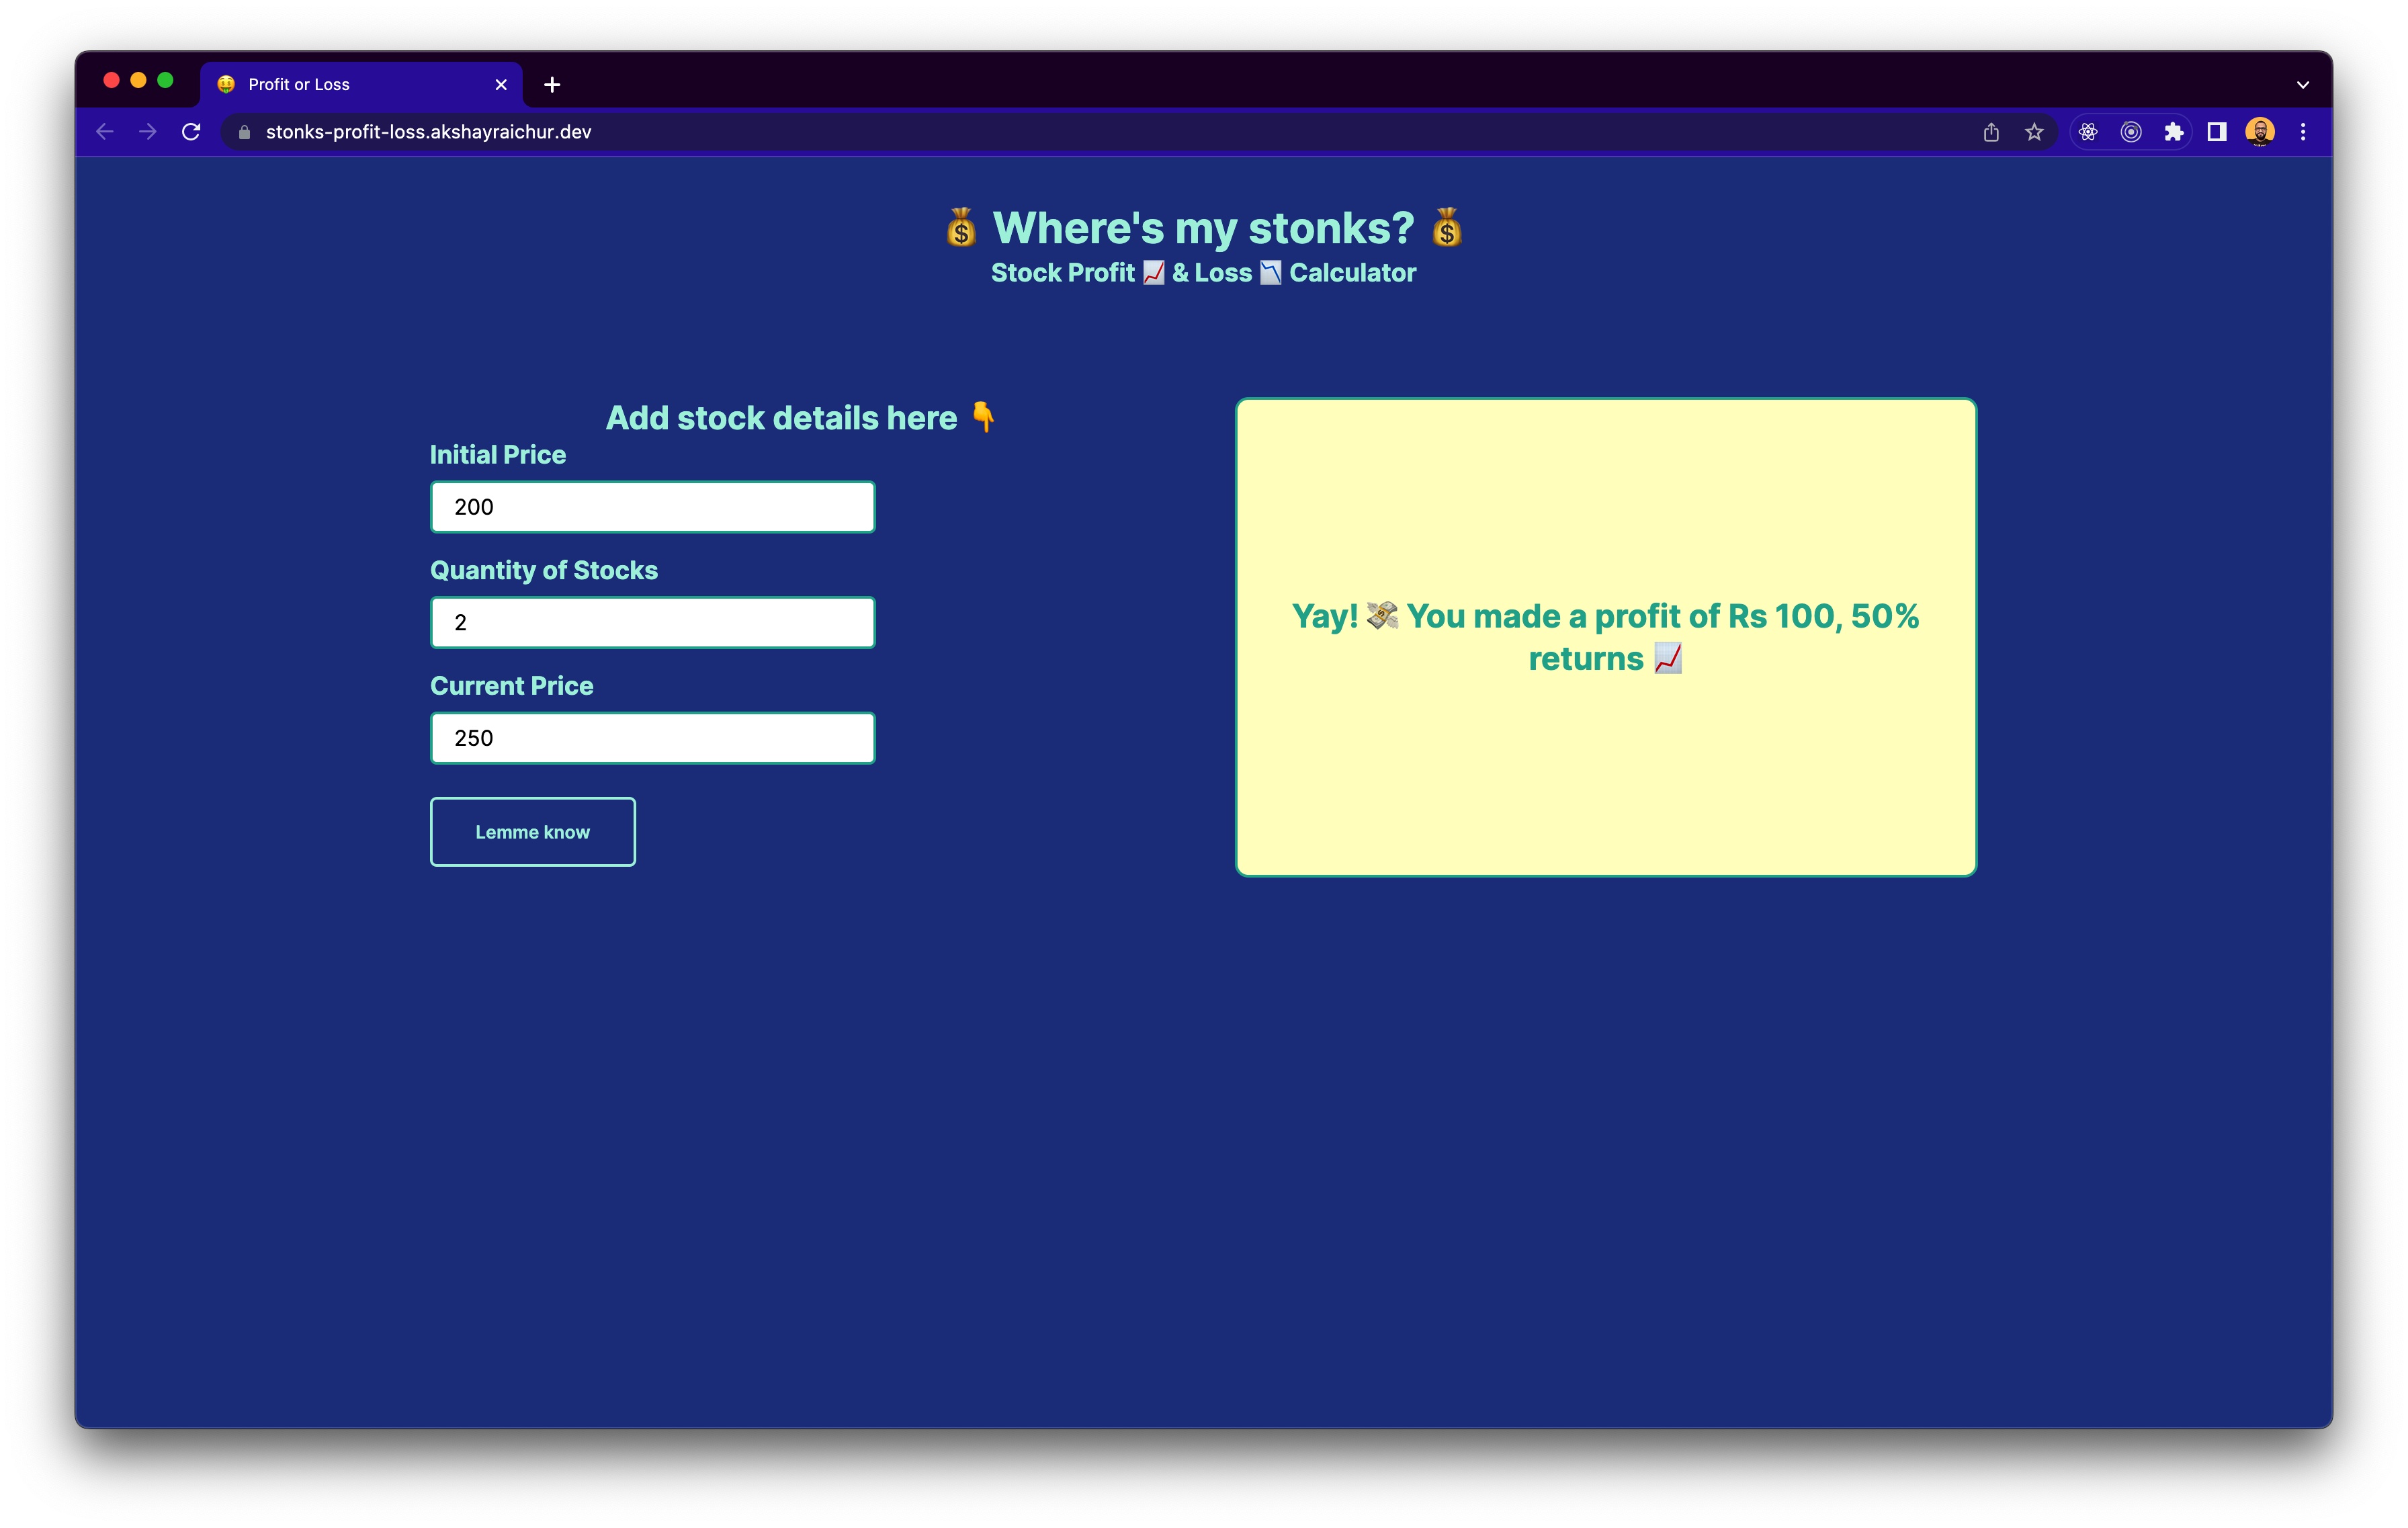 Profit or Loss
stonks-profit-loss.akshayraichur.dev
💰 Where's my stonks? 💰
Stock Profit 📈 & Loss 📉 Calculator
Add stock details here 👇
Initial Price
200
Quantity of Stocks
2
Current Price
250
Lemme know
Yay! 💸 You made a profit of Rs 100, 50%
returns 📈